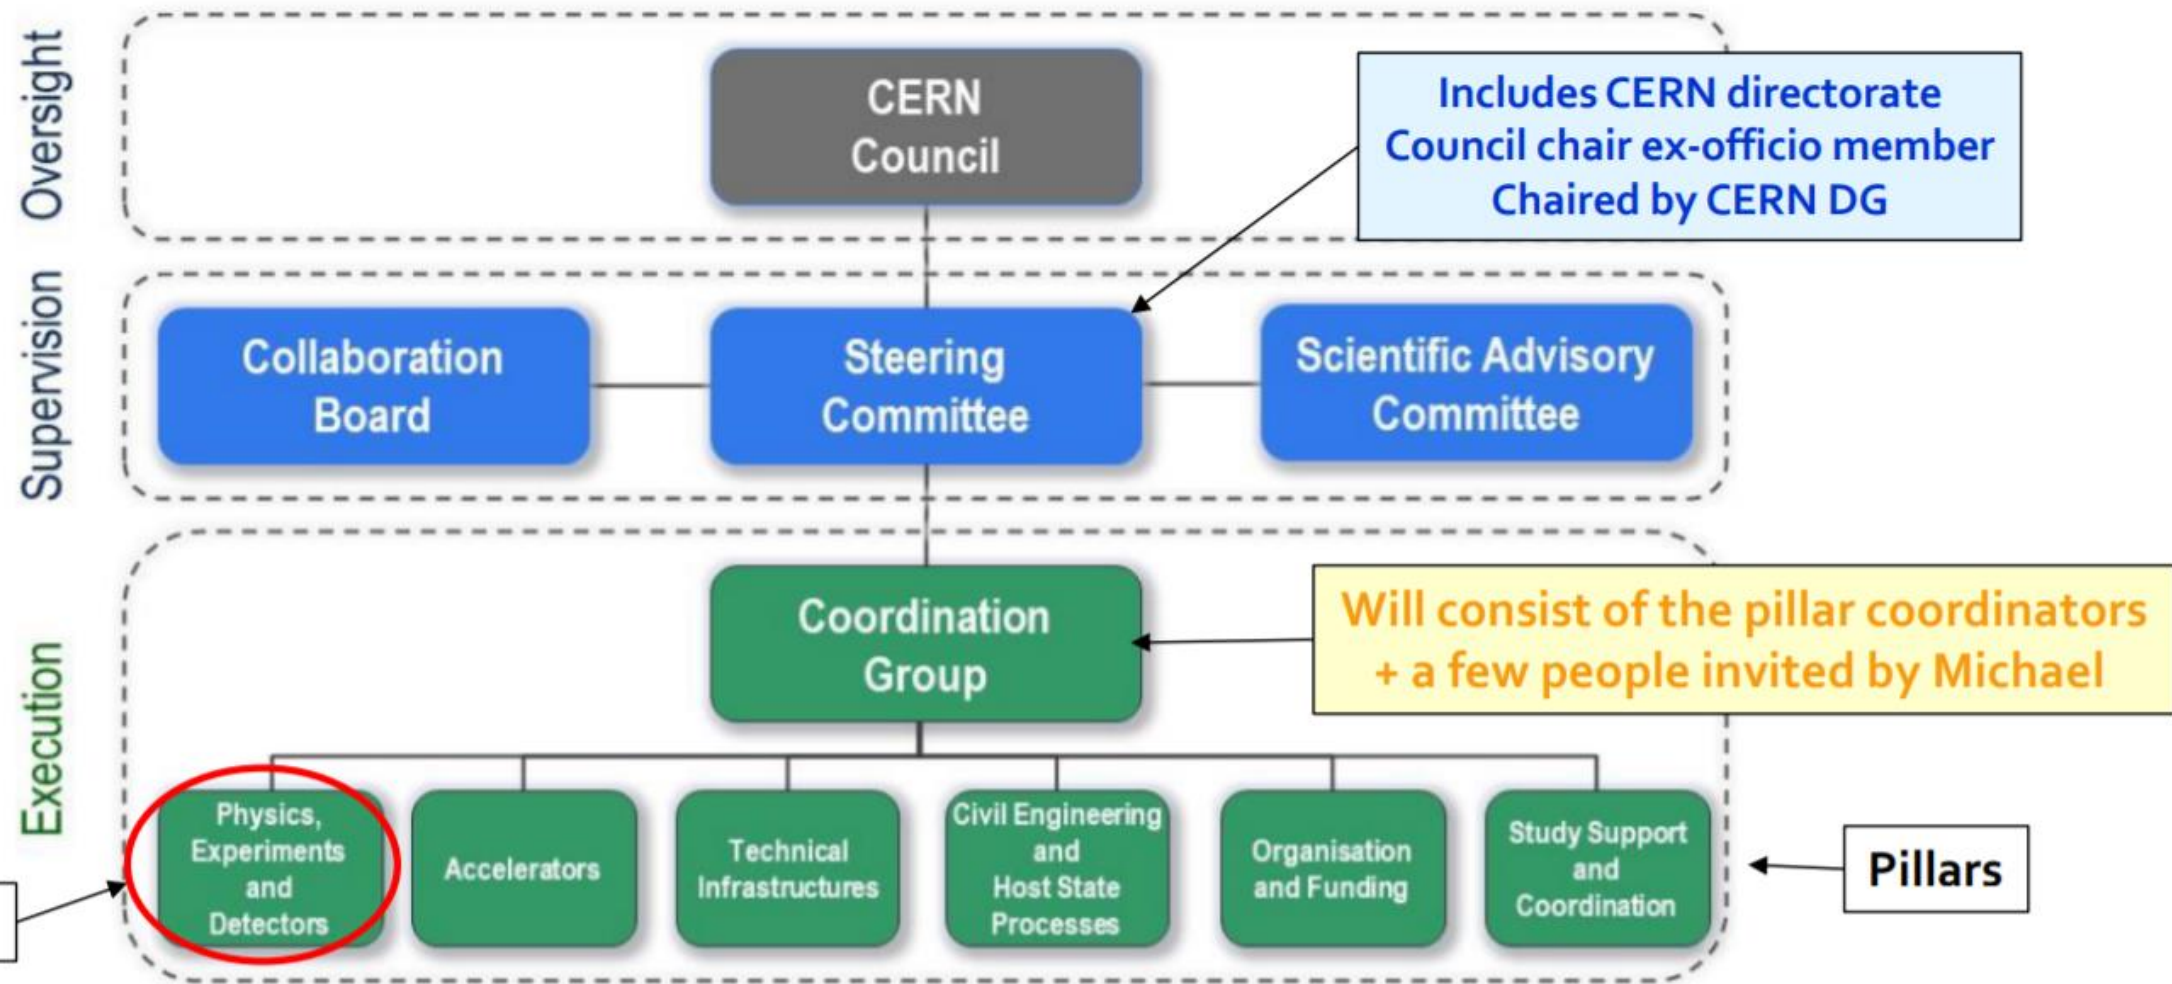 Oversight
CERN
Council
Includes CERN directorate
Council chair ex-officio member
Chaired by CERN DG
Supervision
Collaboration
Board
Steering
Committee
Scientific Advisory
Committee
Execution
Coordination
Group
Will consist of the pillar coordinators
+ a few people invited by Michael
Physics,
Experiments
and
Detectors
Accelerators
Technical
Infrastructures
Civil Engineering
and
Host State
Processes
Organisation
and Funding
Study Support
and
Coordination
Pillars